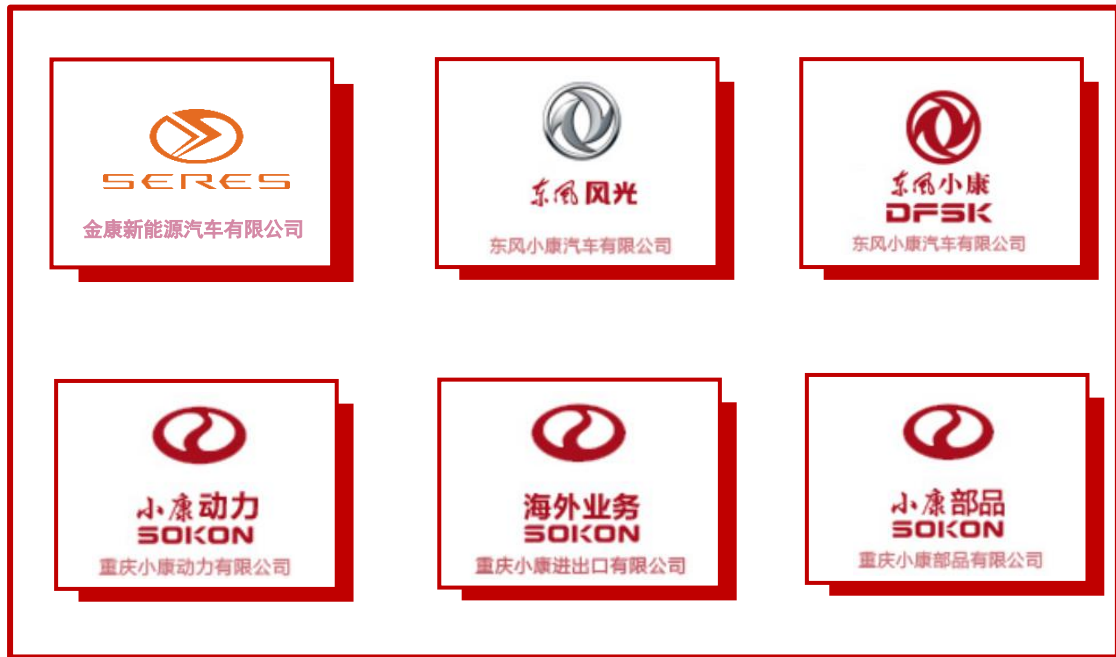 SERES
金康新能源汽车有限公司
东风风光
东风小康汽车有限公司
东风小康
DFSK
东风小康汽车有限公司
小康动力
SOKON
重庆小康动力有限公司
海外业务
SOKON
重庆小康进出口有限公司
小康部品
SOKON
重庆小康部品有限公司